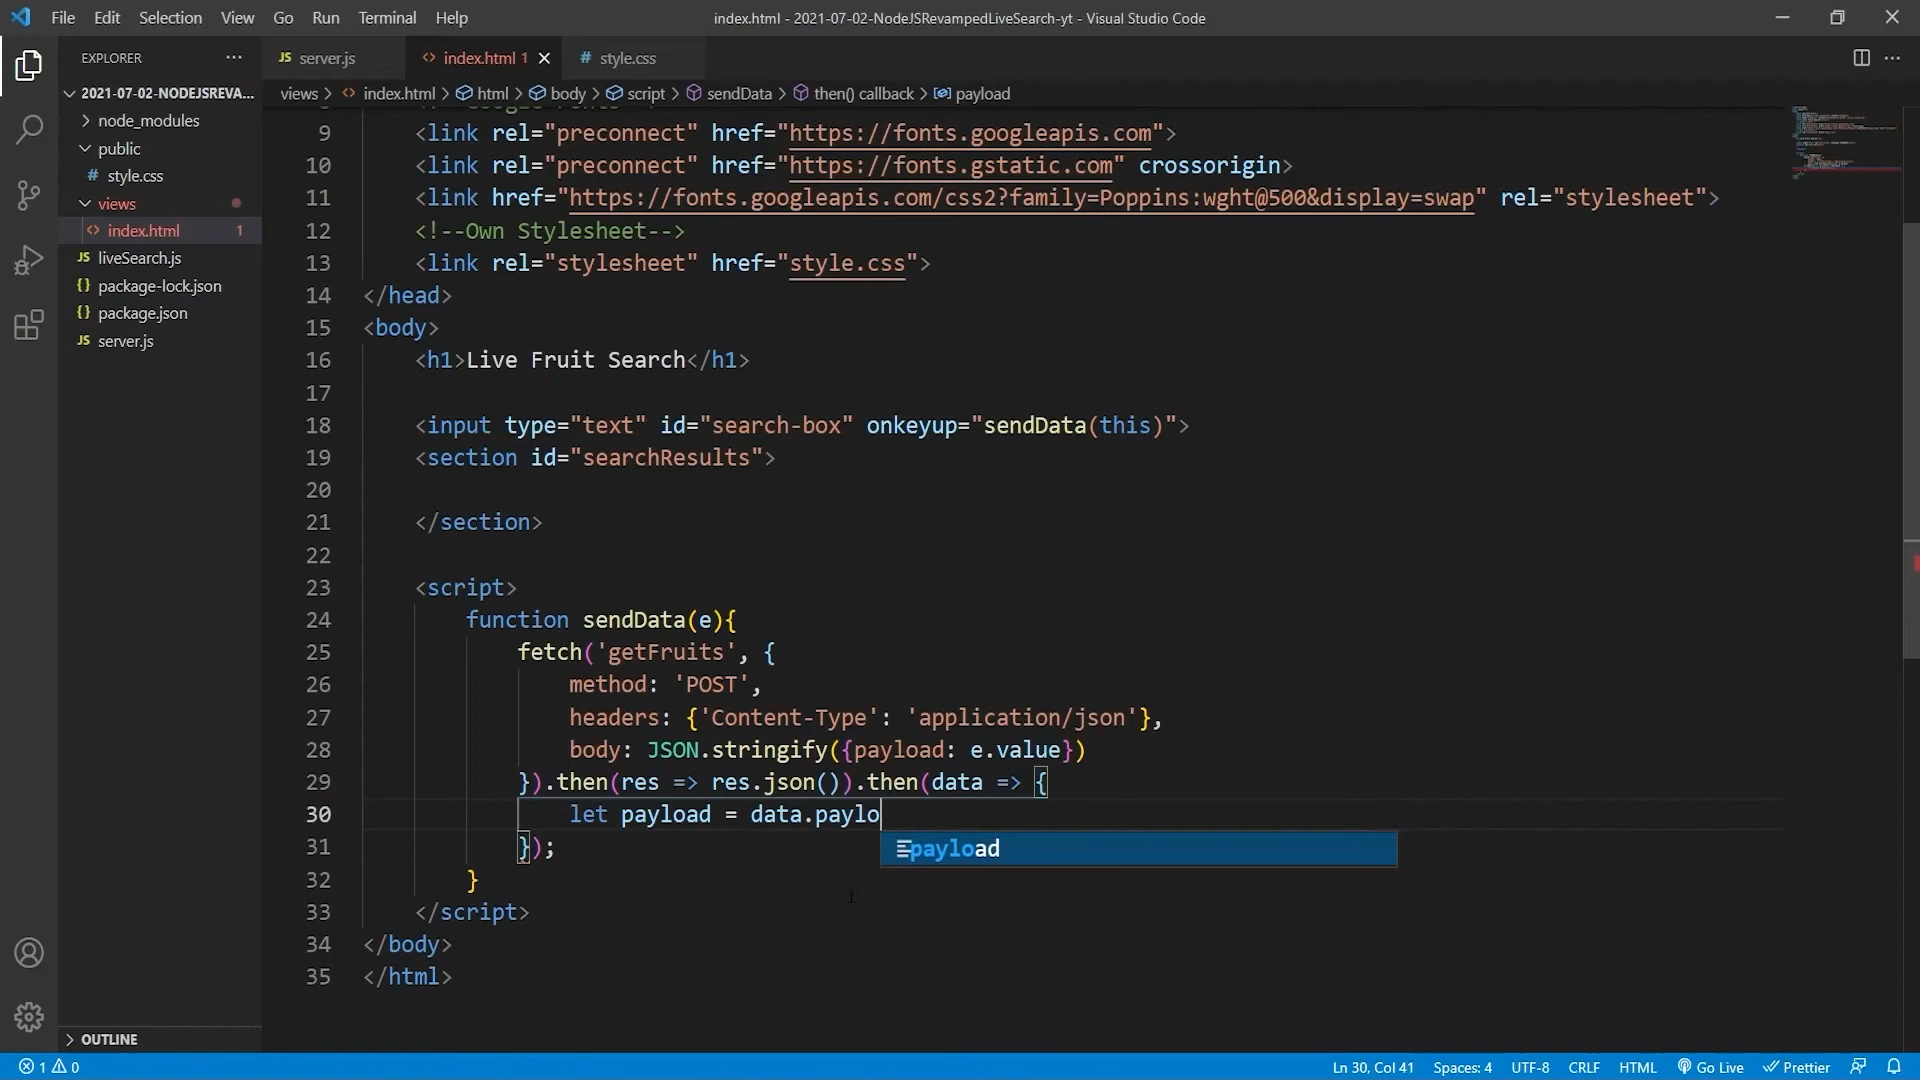 File Edit Selection View Go Run Terminal Help
index.html - 2021-07-02-NodeJSRevampedLiveSearch-yt - Visual Studio Code
EXPLORER
server.js
index.html 1
style.css
2021-07-02-NODEJSREVA...
views > index.html > html > body > script > sendData > then() callback > payload
node_modules
public
style.css
views
index.html 1
liveSearch.js
package-lock.json
package.json
server.js
9 <link rel="preconnect" href="https://fonts.googleapis.com">
10 <link rel="preconnect" href="https://fonts.gstatic.com" crossorigin>
11 <link href="https://fonts.googleapis.com/css2?family=Poppins:wght@500&display=swap" rel="stylesheet">
12 <!--Own Stylesheet-->
13 <link rel="stylesheet" href="style.css">
14 </head>
15 <body>
16 <h1>Live Fruit Search</h1>
17
18 <input type="text" id="search-box" onkeyup="sendData(this)">
19 <section id="searchResults">
20
21 </section>
22
23 <script>
24 function sendData(e){
25 fetch('getFruits', {
26 method: 'POST',
27 headers: {'Content-Type': 'application/json'},
28 body: JSON.stringify({payload: e.value})
29 }).then(res => res.json()).then(data => {
30 let payload = data.paylo
payload
31 });
32 }
33 </script>
34 </body>
35 </html>
OUTLINE
1 0
Ln 30, Col 41 Spaces: 4 UTF-8 CRLF HTML Go Live Prettier